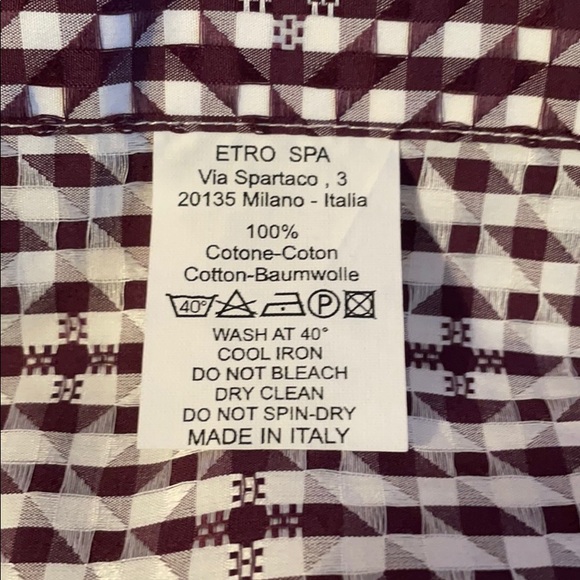 ETRO SPA
Via Spartaco , 3
20135 Milano - Italia
100%
Cotone-Coton
Cotton-Baumwolle
40° P
WASH AT 40°
COOL IRON
DO NOT BLEACH
DRY CLEAN
DO NOT SPIN-DRY
MADE IN ITALY